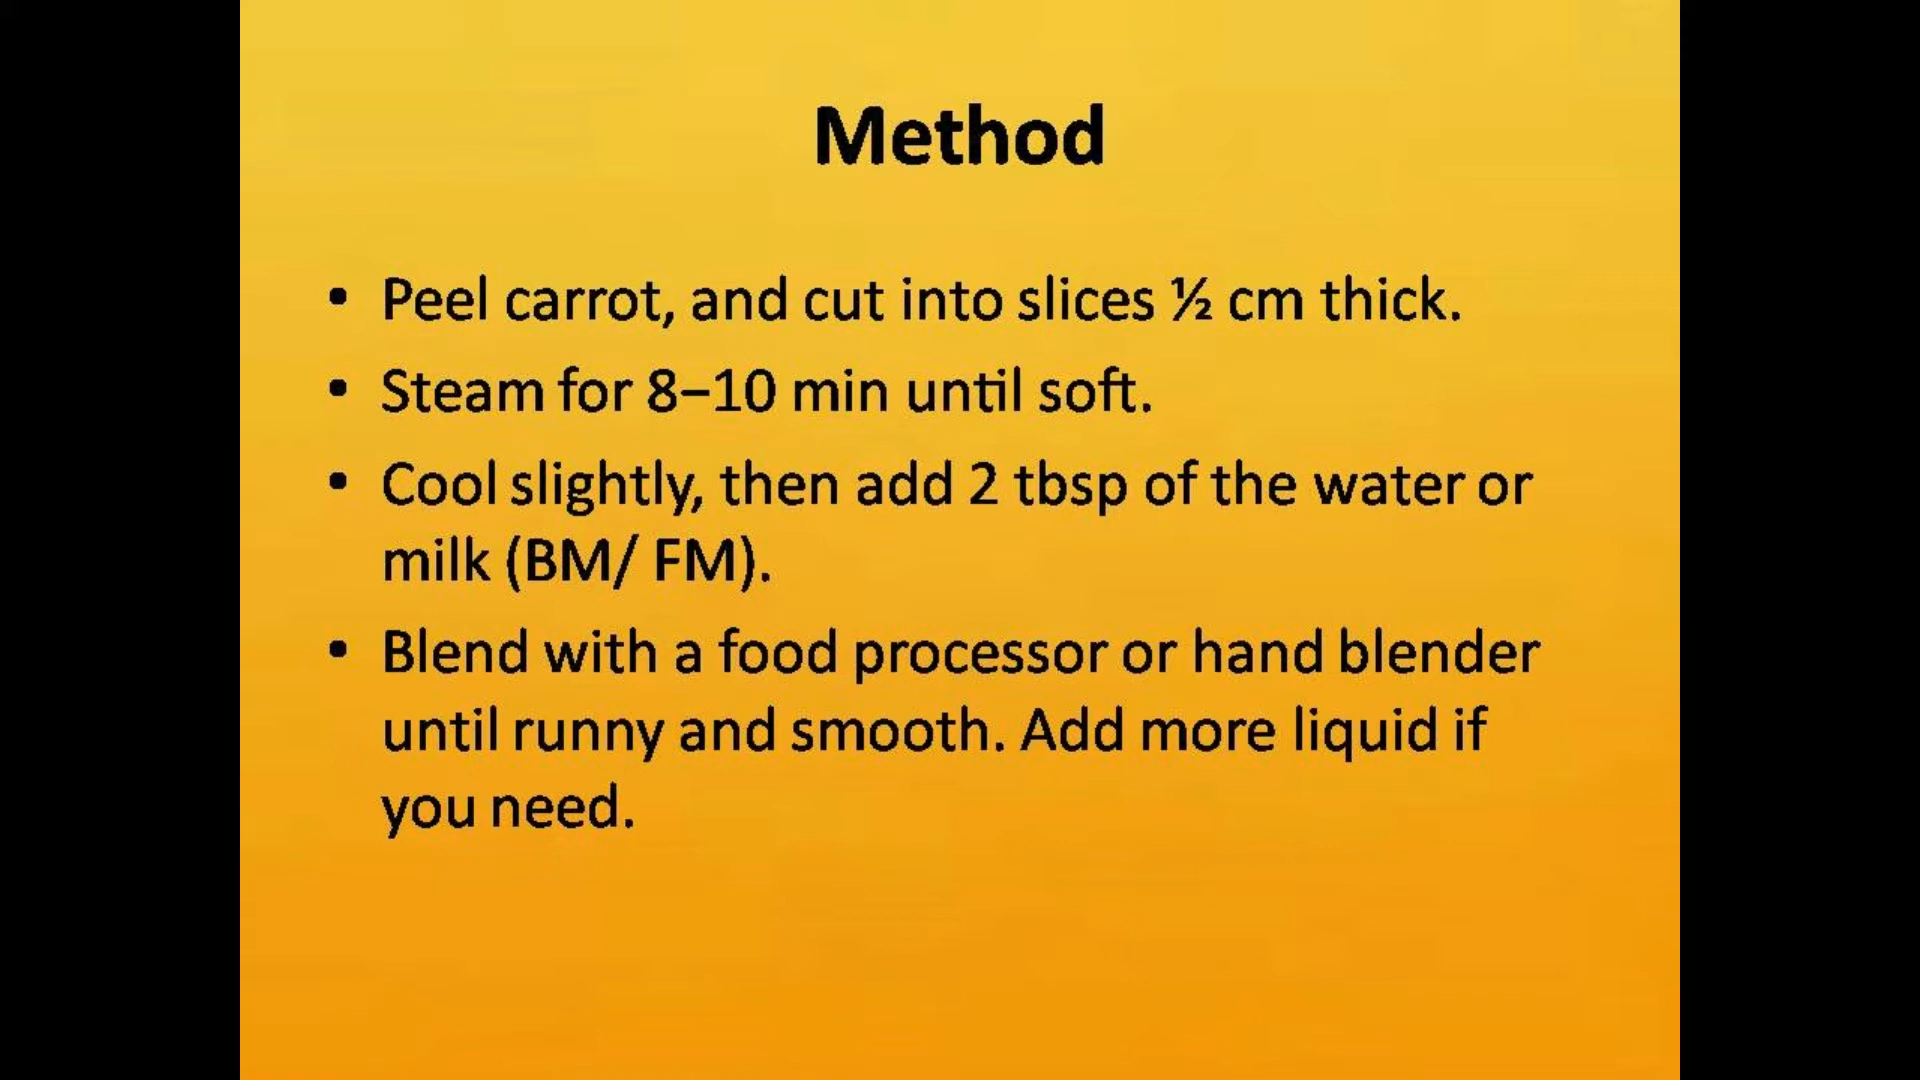 Method
• Peel carrot, and cut into slices ½ cm thick.
• Steam for 8–10 min until soft.
• Cool slightly, then add 2 tbsp of the water or
milk (BM/ FM).
• Blend with a food processor or hand blender
until runny and smooth. Add more liquid if
you need.